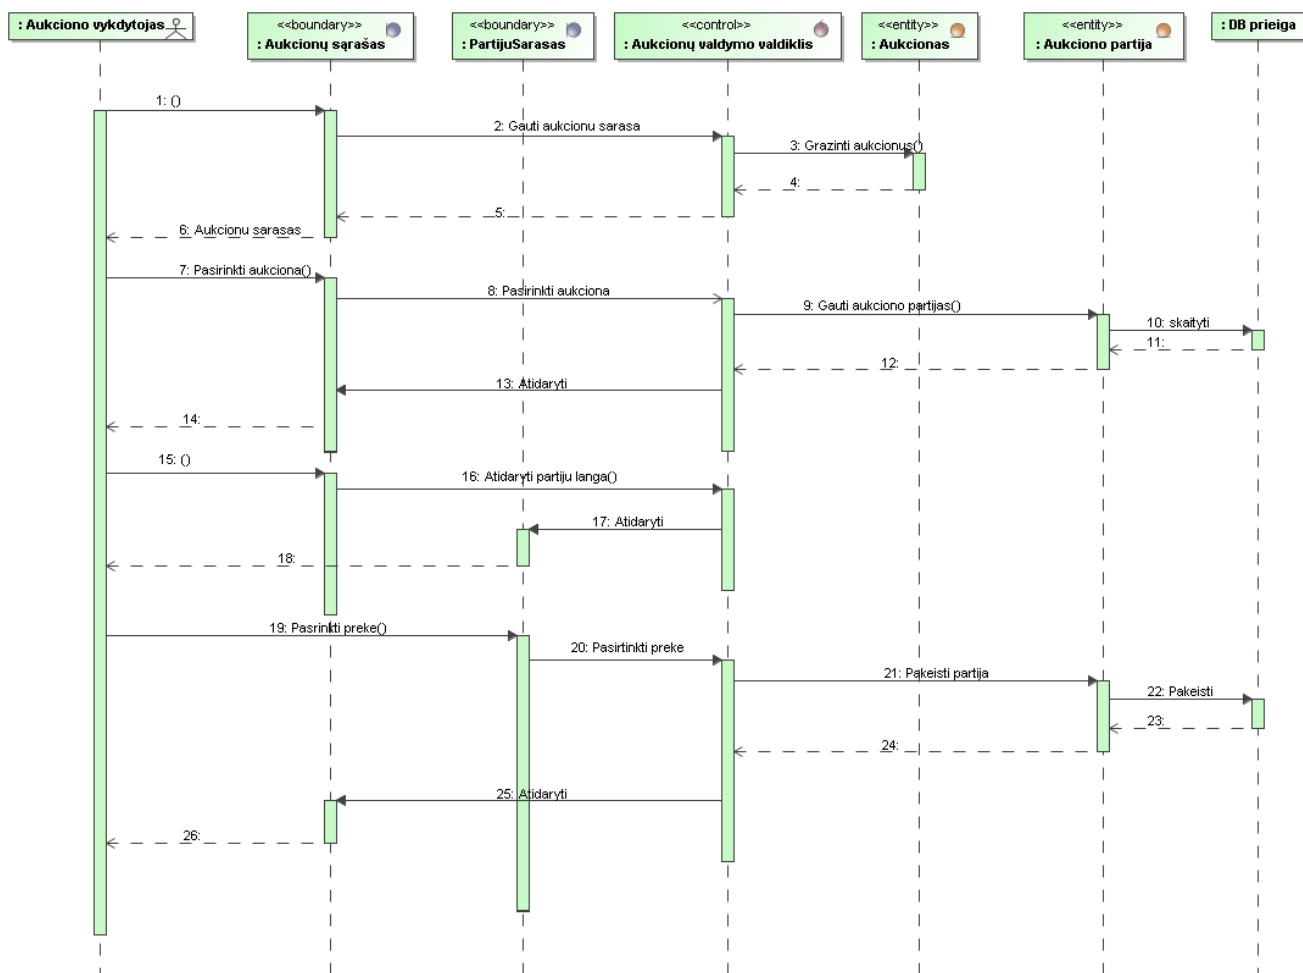 : Aukciono vykdytojas
<<boundary>>
: Aukcionų sąrašas
<<boundary>>
: PartijuSarasas
<<control>>
: Aukcionų valdymo valdiklis
<<entity>>
: Aukcionas
<<entity>>
: Aukciono partija
: DB prieiga
1: ()
2: Gauti aukcionu sarasa
3: Grazinti aukcionus()
4:
5:
6: Aukcionu sarasas
7: Pasirinkti aukciona()
8: Pasirinkti aukciona
9: Gauti aukciono partijas()
10: skaityti
11:
12:
13: Atidaryti
14:
15: ()
16: Atidaryti partiju langa()
17: Atidaryti
18:
19: Pasrinkti preke()
20: Pasirtinkti preke
21: Pakeisti partija
22: Pakeisti
23:
24:
25: Atidaryti
26: